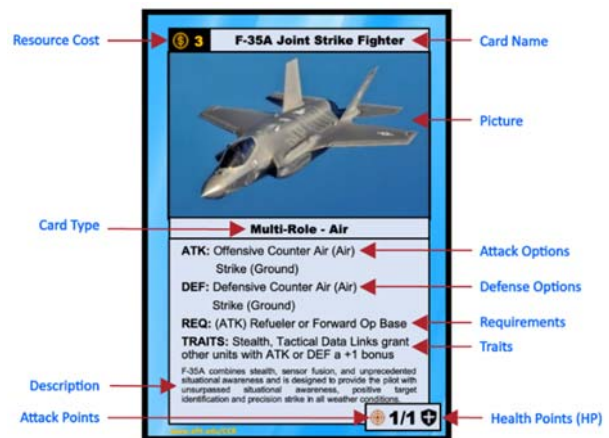 Resource Cost
3
F-35A Joint Strike Fighter
Card Name
Picture
Card Type
Multi-Role - Air
ATK: Offensive Counter Air (Air)
Attack Options
Strike (Ground)
DEF: Defensive Counter Air (Air)
Defense Options
Strike (Ground)
REQ: (ATK) Refueler or Forward Op Base
Requirements
TRAITS: Stealth, Tactical Data Links grant
Traits
other units with ATK or DEF a +1 bonus
Description
F-35A combines stealth, sensor fusion, and unprecedented
situational awareness and is designed to provide the pilot with
unsurpassed situational awareness, positive target
identification and precision strike in all weather conditions.
Attack Points
1/1
Health Points (HP)